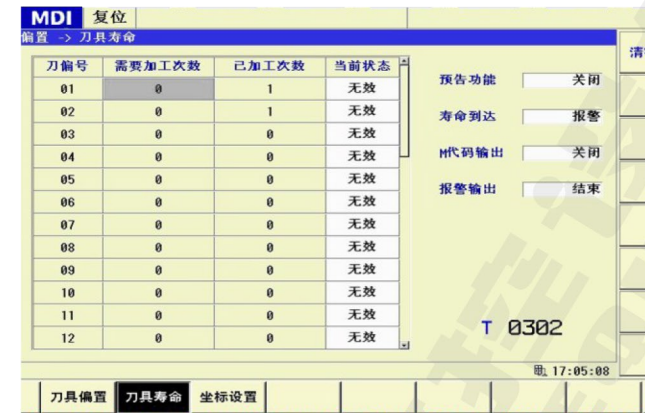 MDI 复位
偏置 -> 刀具寿命
清
刀偏号 需要加工次数 已加工次数 当前状态
01 0 1 无效
02 0 1 无效
03 0 0 无效
04 0 0 无效
05 0 0 无效
06 0 0 无效
07 0 0 无效
08 0 0 无效
09 0 0 无效
10 0 0 无效
11 0 0 无效
12 0 0 无效
预告功能 关闭
寿命到达 报警
M代码输出 关闭
报警输出 结束
T 0302
17:05:08
刀具偏置 刀具寿命 坐标设置